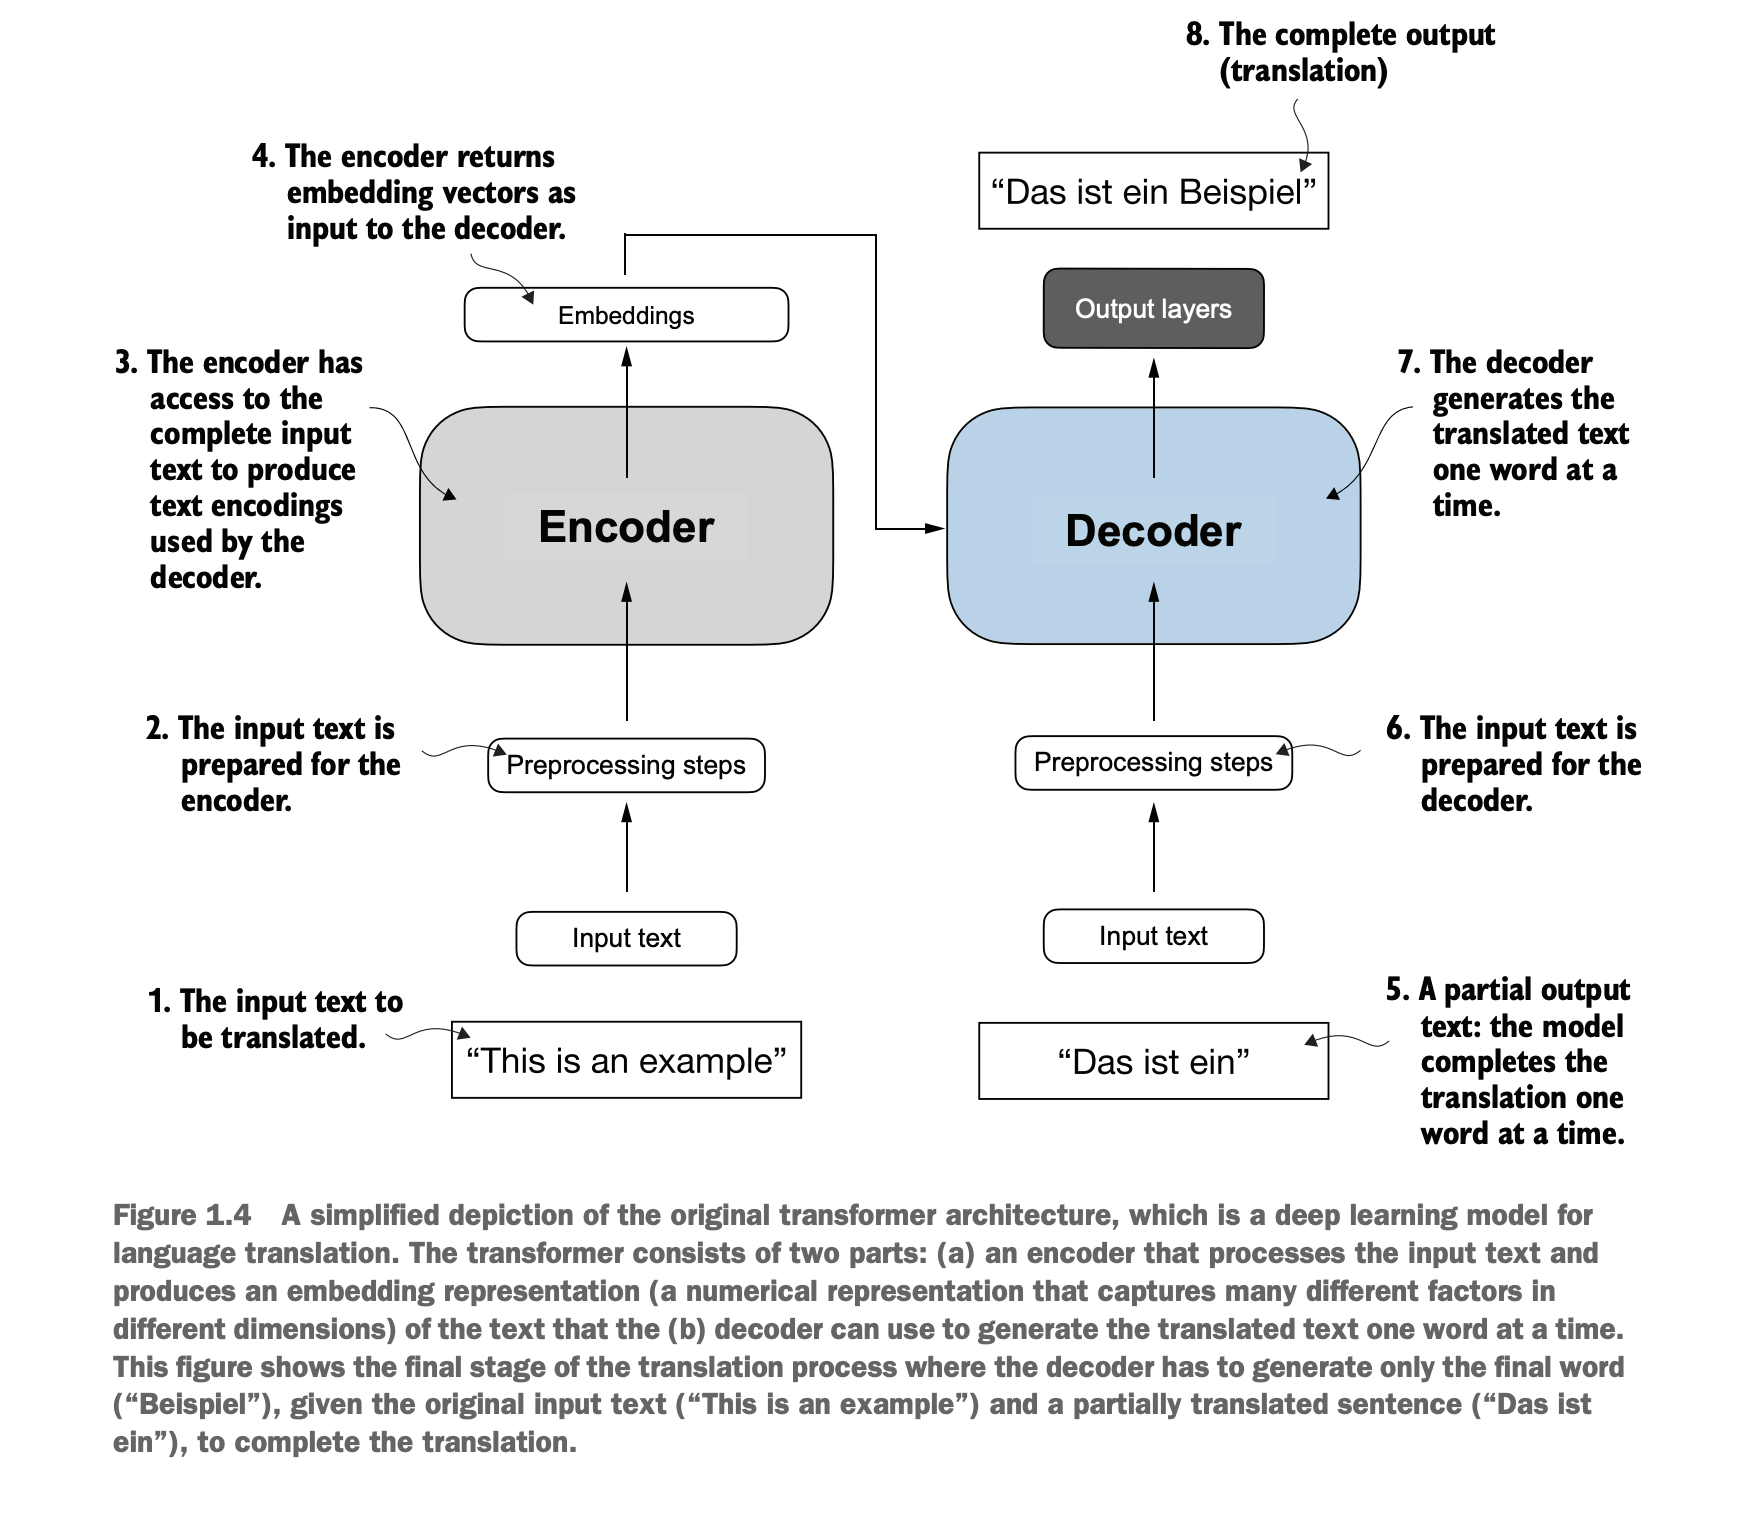 8. The complete output
(translation)
“Das ist ein Beispiel”
4. The encoder returns
embedding vectors as
input to the decoder.
Embeddings
Output layers
3. The encoder has
access to the
complete input
text to produce
text encodings
used by the
decoder.
Encoder
Decoder
7. The decoder
generates the
translated text
one word at a
time.
2. The input text is
prepared for the
encoder.
Preprocessing steps
Preprocessing steps
6. The input text is
prepared for the
decoder.
Input text
Input text
1. The input text to
be translated.
“This is an example”
“Das ist ein”
5. A partial output
text: the model
completes the
translation one
word at a time.
Figure 1.4 A simplified depiction of the original transformer architecture, which is a deep learning model for
language translation. The transformer consists of two parts: (a) an encoder that processes the input text and
produces an embedding representation (a numerical representation that captures many different factors in
different dimensions) of the text that the (b) decoder can use to generate the translated text one word at a time.
This figure shows the final stage of the translation process where the decoder has to generate only the final word
(“Beispiel”), given the original input text (“This is an example”) and a partially translated sentence (“Das ist
ein”), to complete the translation.